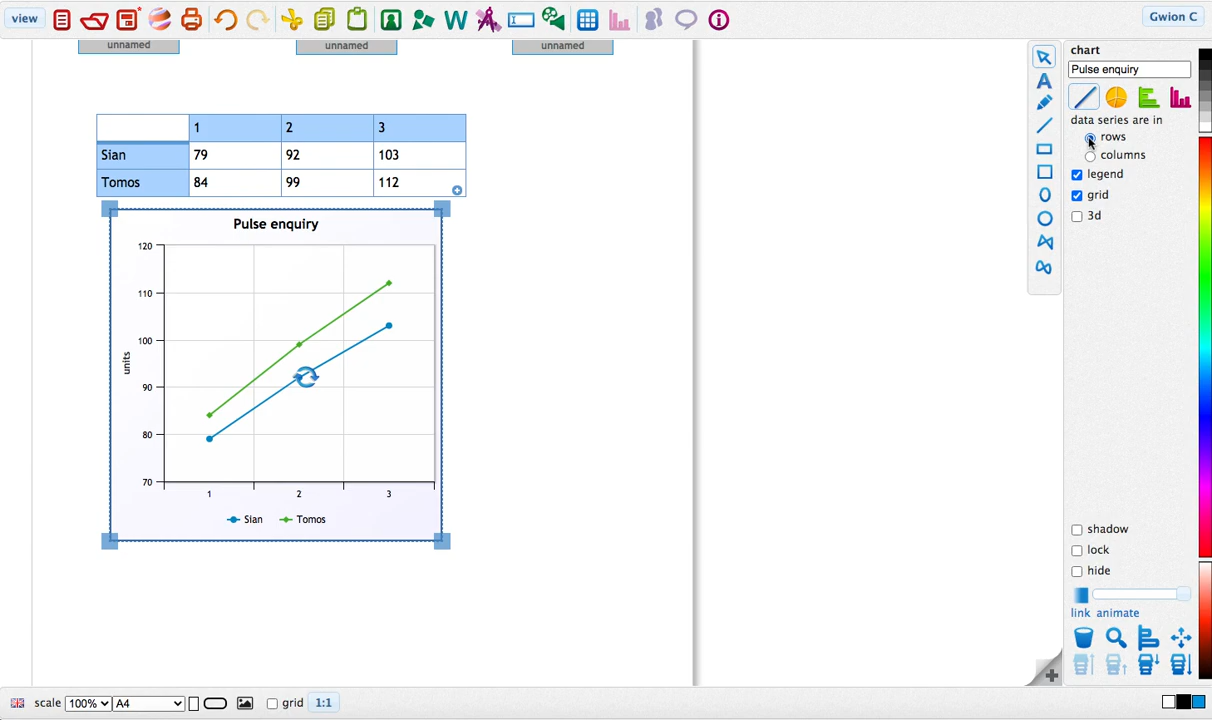 view
W
Gwion C
unnamed
unnamed
unnamed
1 2 3
Sian 79 92 103
Tomos 84 99 112
Pulse enquiry
120
110
100
90
80
70
units
1 2 3
Sian Tomos
A
chart
Pulse enquiry
data series are in
rows
columns
legend
grid
3d
shadow
lock
hide
link animate
scale 100% A4 grid 1:1